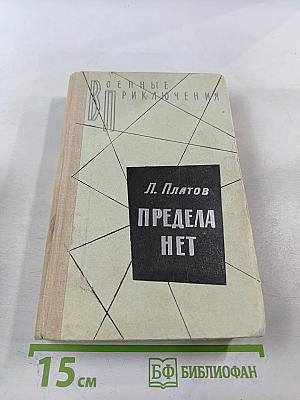 ВОЕННЫЕ
ПРИКЛЮЧЕНИЯ
Л. Платов
ПРЕДЕЛА
НЕТ
15 см
БФ БИБЛИОФАН